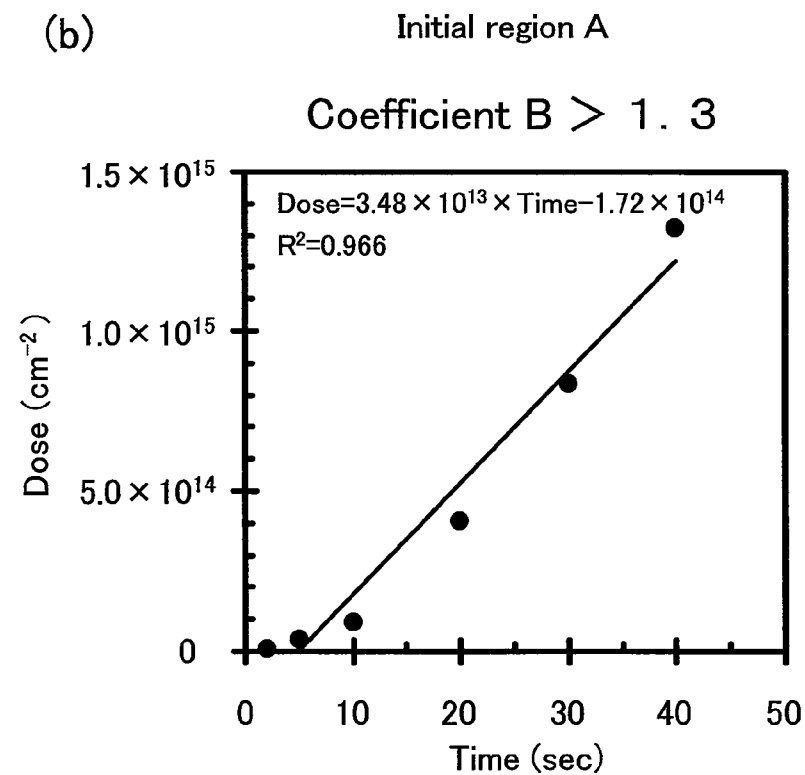 (b)
Initial region A
Coefficient B > 1. 3
1.5×10¹⁵
Dose=3.48×10¹³×Time−1.72×10¹⁴
R²=0.966
1.0×10¹⁵
5.0×10¹⁴
0
Dose (cm⁻²)
0 10 20 30 40 50
Time (sec)